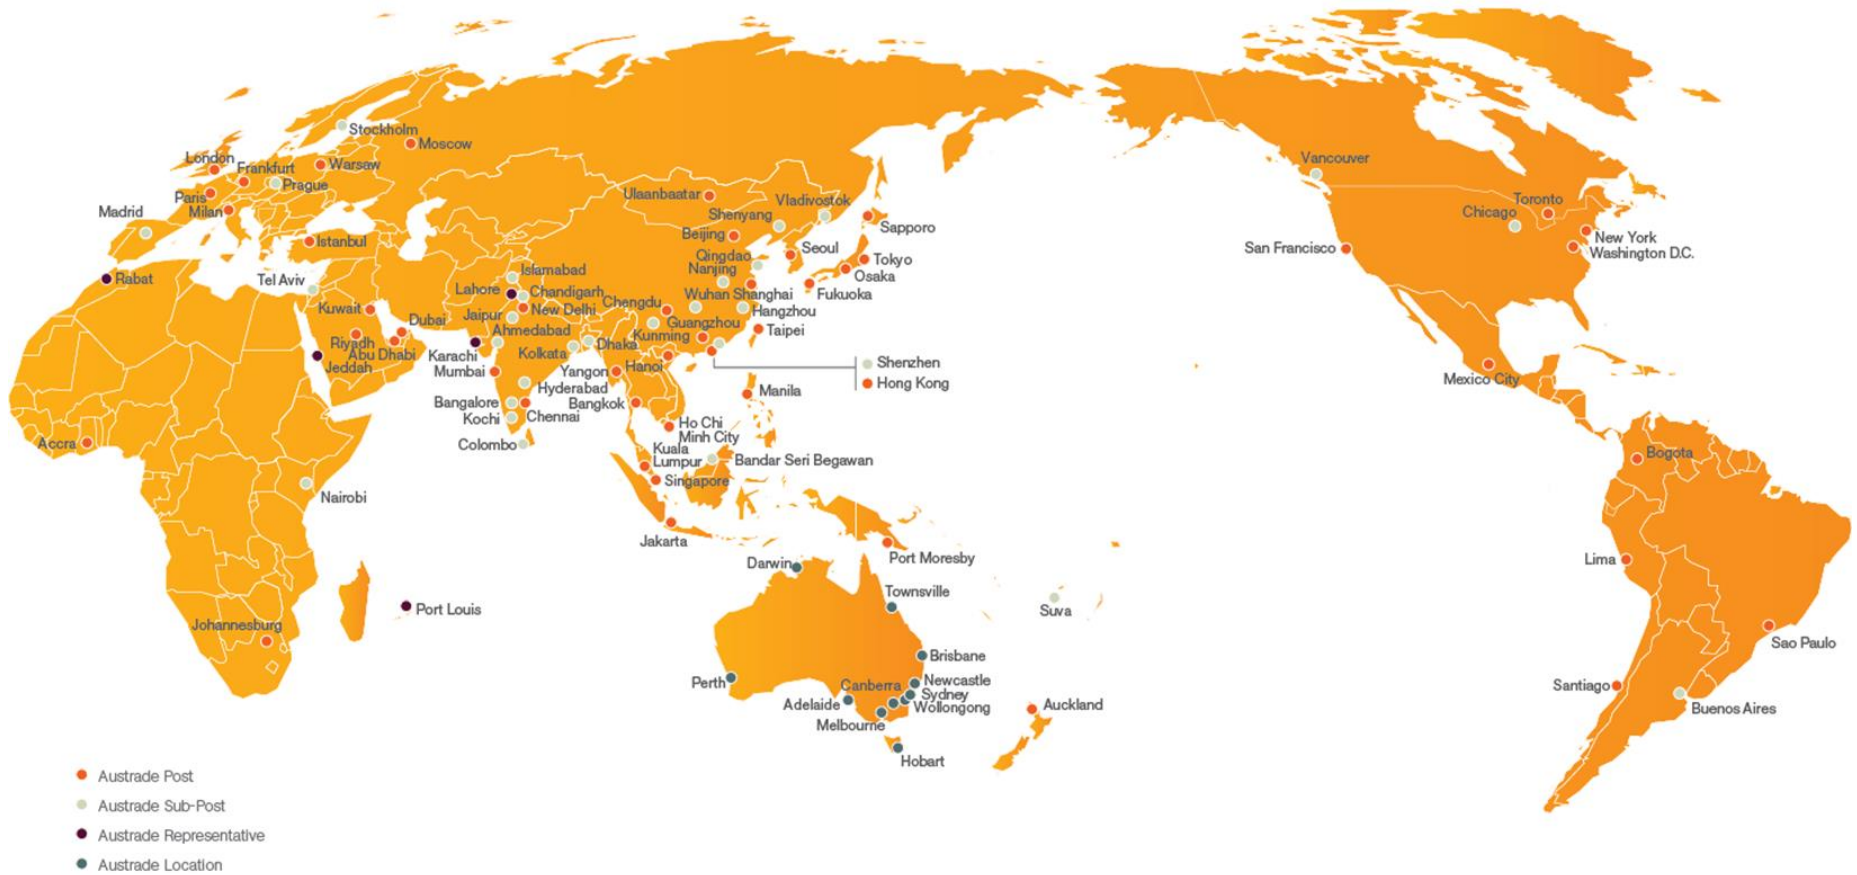 Stockholm
Moscow
London
Frankfurt
Warsaw
Paris
Prague
Milan
Madrid
Istanbul
Rabat
Tel Aviv
Kuwait
Dubai
Riyadh
Abu Dhabi
Jeddah
Accra
Nairobi
Port Louis
Johannesburg
Islamabad
Lahore
Chandigarh
New Delhi
Jaipur
Ahmedabad
Karachi
Kolkata
Dhaka
Mumbai
Hyderabad
Bangalore
Chennai
Kochi
Colombo
Ulaanbaatar
Vladivostok
Shenyang
Sapporo
Beijing
Seoul
Qingdao
Tokyo
Nanjing
Osaka
Wuhan
Shanghai
Fukuoka
Chengdu
Hangzhou
Guangzhou
Taipei
Kunming
Yangon
Hanoi
Shenzhen
Hong Kong
Manila
Bangkok
Ho Chi
Minh City
Kuala
Lumpur
Bandar Seri Begawan
Singapore
Jakarta
Port Moresby
Darwin
Townsville
Suva
Brisbane
Perth
Newcastle
Canberra
Sydney
Adelaide
Wollongong
Melbourne
Auckland
Hobart
Vancouver
Toronto
Chicago
New York
San Francisco
Washington D.C.
Mexico City
Bogota
Lima
Sao Paulo
Santiago
Buenos Aires
Austrade Post
Austrade Sub-Post
Austrade Representative
Austrade Location